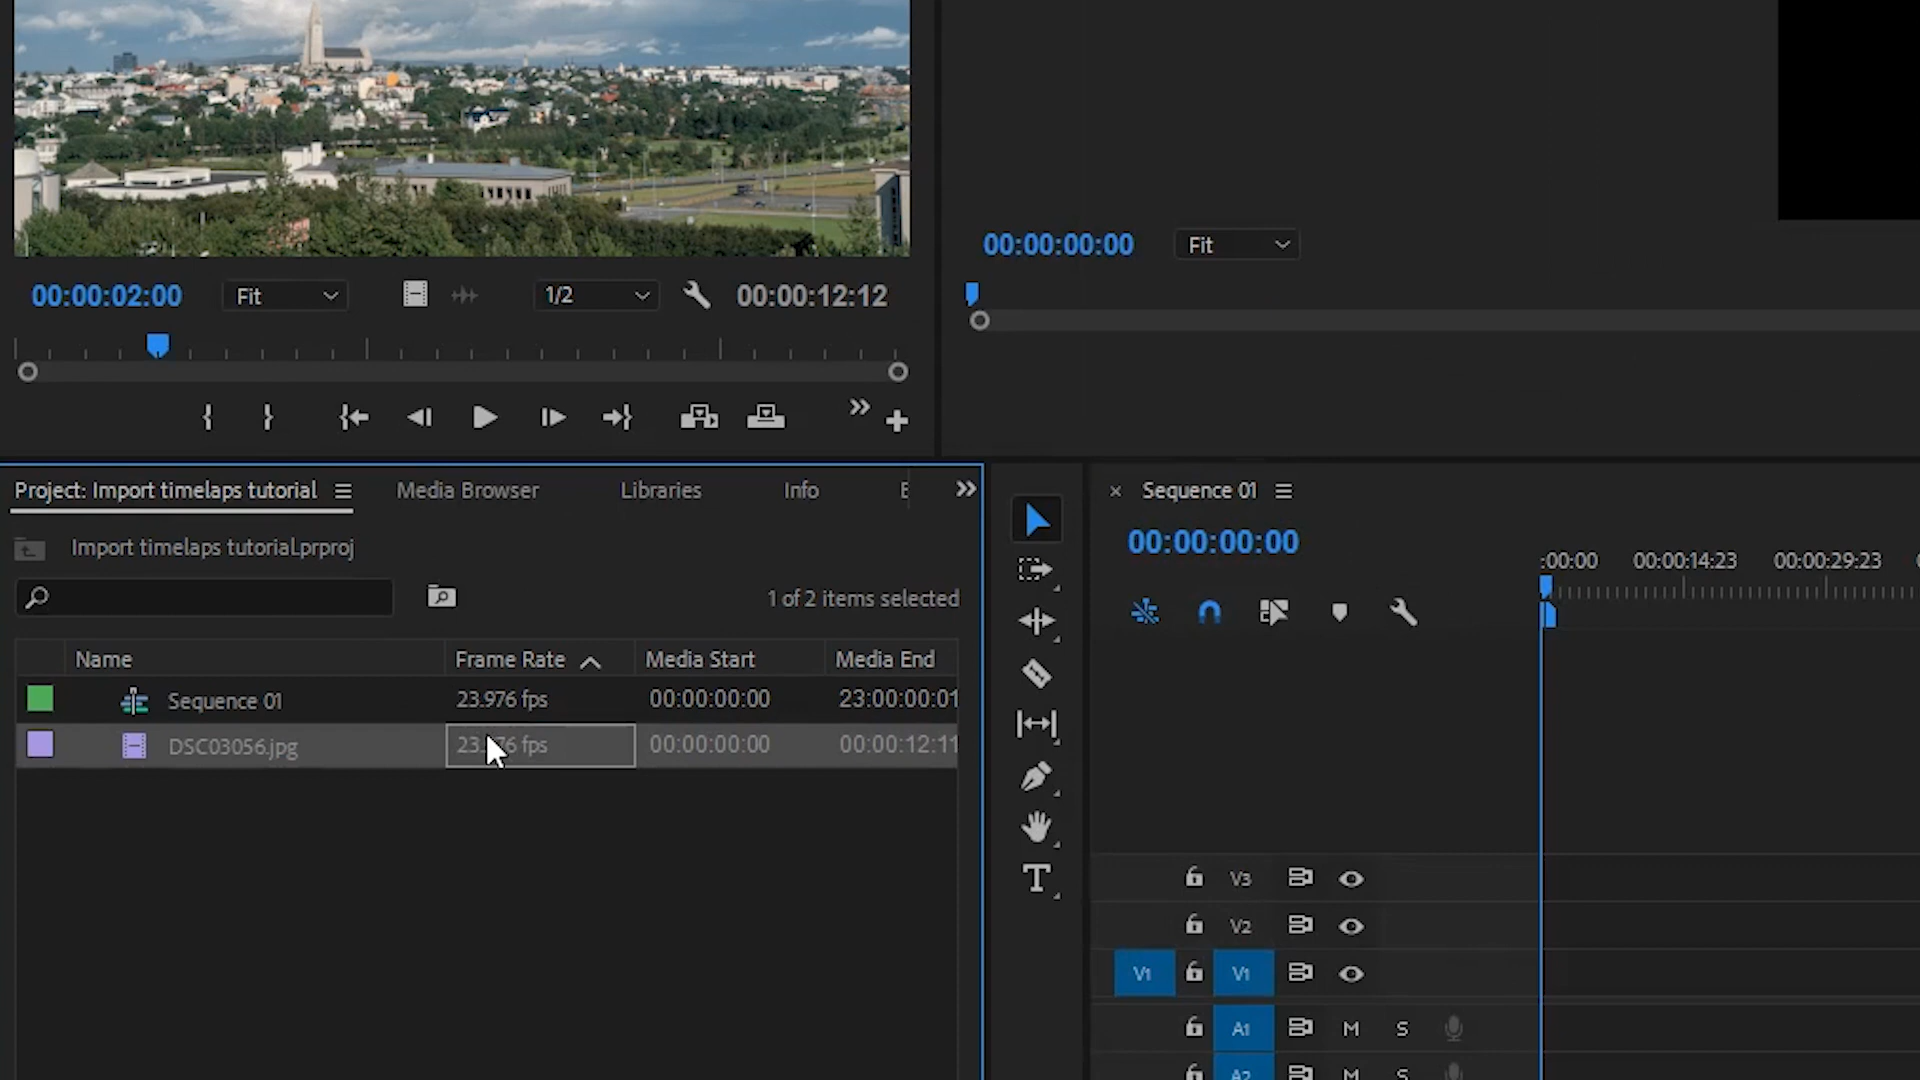 00:00:02:00 Fit 1/2 00:00:12:12
00:00:00:00 Fit
Project: Import timelaps tutorial Media Browser Libraries Info
Import timelaps tutorial.prproj
1 of 2 items selected
Name Frame Rate Media Start Media End
Sequence 01 23.976 fps 00:00:00:00 23:00:00:01
DSC03056.jpg fps 00:00:00:00 00:00:12:11
T
× Sequence 01
00:00:00:00
:00:00 00:00:14:23 00:00:29:23
V3
V2
V1 V1
A1 M S
A2 M S